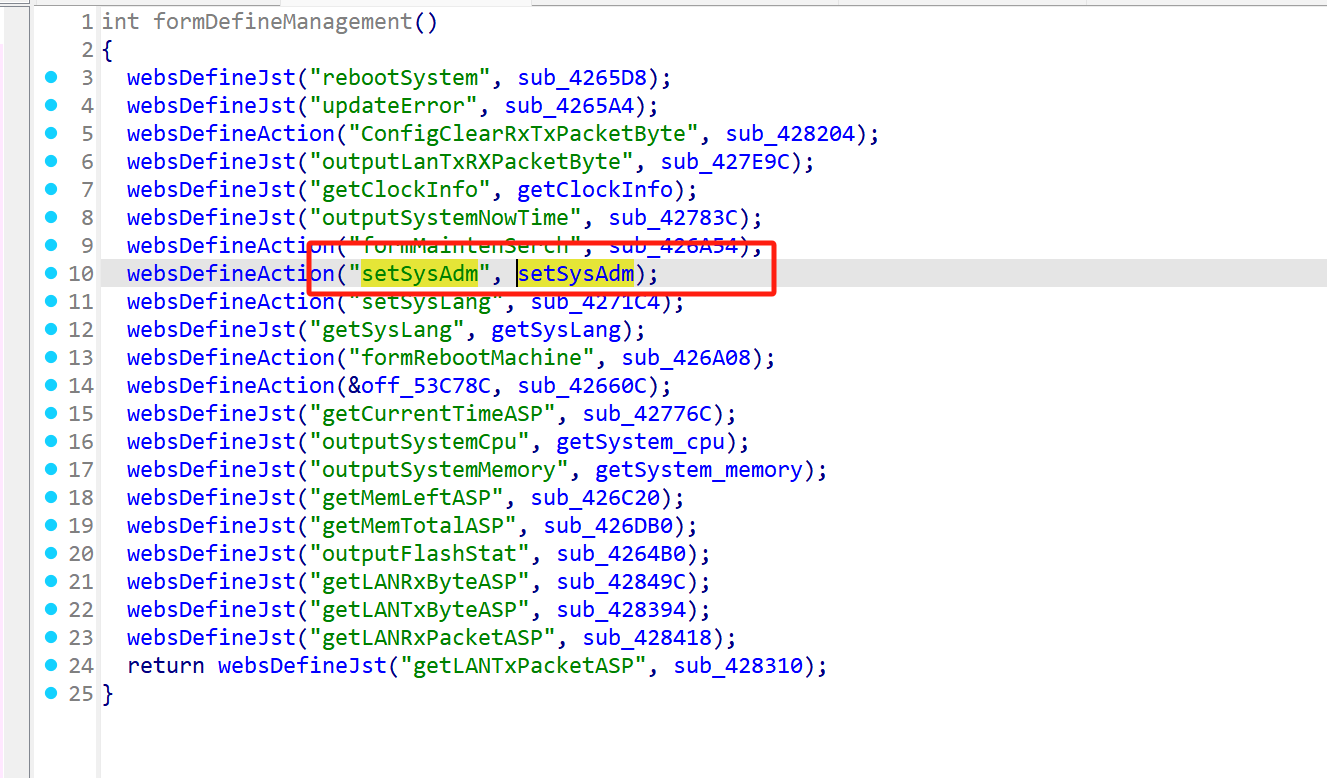 1 int formDefineManagement()
2 {
3 websDefineJst("rebootSystem", sub_4265D8);
4 websDefineJst("updateError", sub_4265A4);
5 websDefineAction("ConfigClearRxTxPacketByte", sub_428204);
6 websDefineJst("outputLanTxRXPacketByte", sub_427E9C);
7 websDefineJst("getClockInfo", getClockInfo);
8 websDefineJst("outputSystemNowTime", sub_42783C);
9 websDefineAction("formMaintenSerch", sub_426A54);
10 websDefineAction("setSysAdm", setSysAdm);
11 websDefineAction("setSysLang", sub_4271C4);
12 websDefineJst("getSysLang", getSysLang);
13 websDefineAction("formRebootMachine", sub_426A08);
14 websDefineAction(&off_53C78C, sub_42660C);
15 websDefineJst("getCurrentTimeASP", sub_42776C);
16 websDefineJst("outputSystemCpu", getSystem_cpu);
17 websDefineJst("outputSystemMemory", getSystem_memory);
18 websDefineJst("getMemLeftASP", sub_426C20);
19 websDefineJst("getMemTotalASP", sub_426DB0);
20 websDefineJst("outputFlashStat", sub_4264B0);
21 websDefineJst("getLANRxByteASP", sub_42849C);
22 websDefineJst("getLANTxByteASP", sub_428394);
23 websDefineJst("getLANRxPacketASP", sub_428418);
24 return websDefineJst("getLANTxPacketASP", sub_428310);
25 }